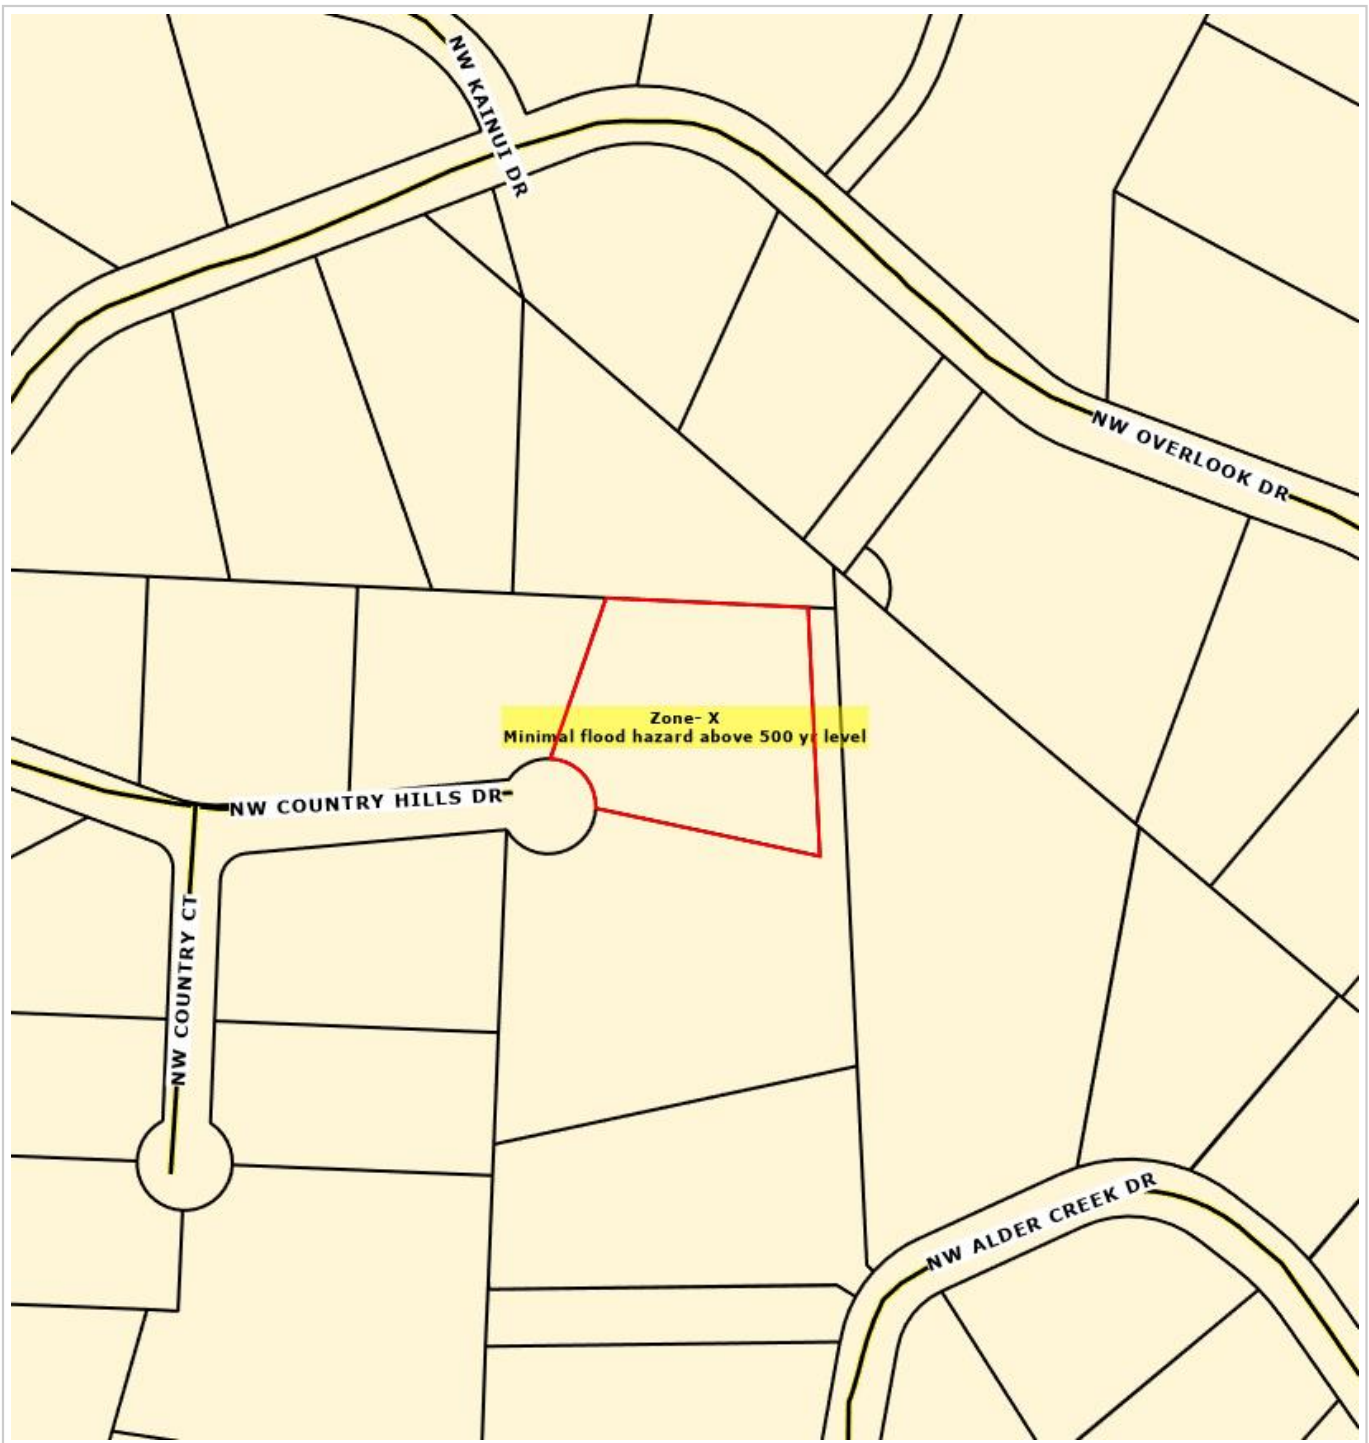 NW KAINUI DR
NW OVERLOOK DR
Zone- X
Minimal flood hazard above 500 yr level
NW COUNTRY HILLS DR
NW COUNTRY CT
NW ALDER CREEK DR